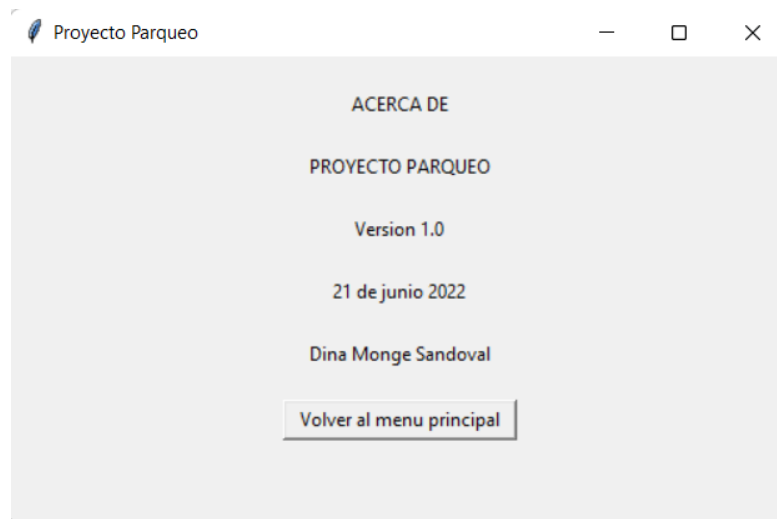 Proyecto Parqueo
ACERCA DE
PROYECTO PARQUEO
Version 1.0
21 de junio 2022
Dina Monge Sandoval
Volver al menu principal